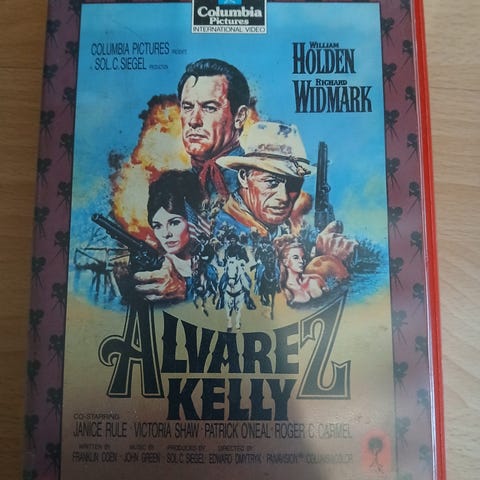 Columbia
Pictures
INTERNATIONAL VIDEO
COLUMBIA PICTURES PRESENTS
A SOL. C. SIEGEL PRODUCTION
WILLIAM
HOLDEN
RICHARD
WIDMARK
ALVAREZ
KELLY
CO-STARRING
JANICE RULE · VICTORIA SHAW · PATRICK O'NEAL · ROGER C. CARMEL
WRITTEN BY MUSIC BY PRODUCED BY DIRECTED BY
FRANKLIN COEN · JOHN GREEN · SOL C. SIEGEL · EDWARD DMYTRYK · PANAVISION® COLUMBIACOLOR